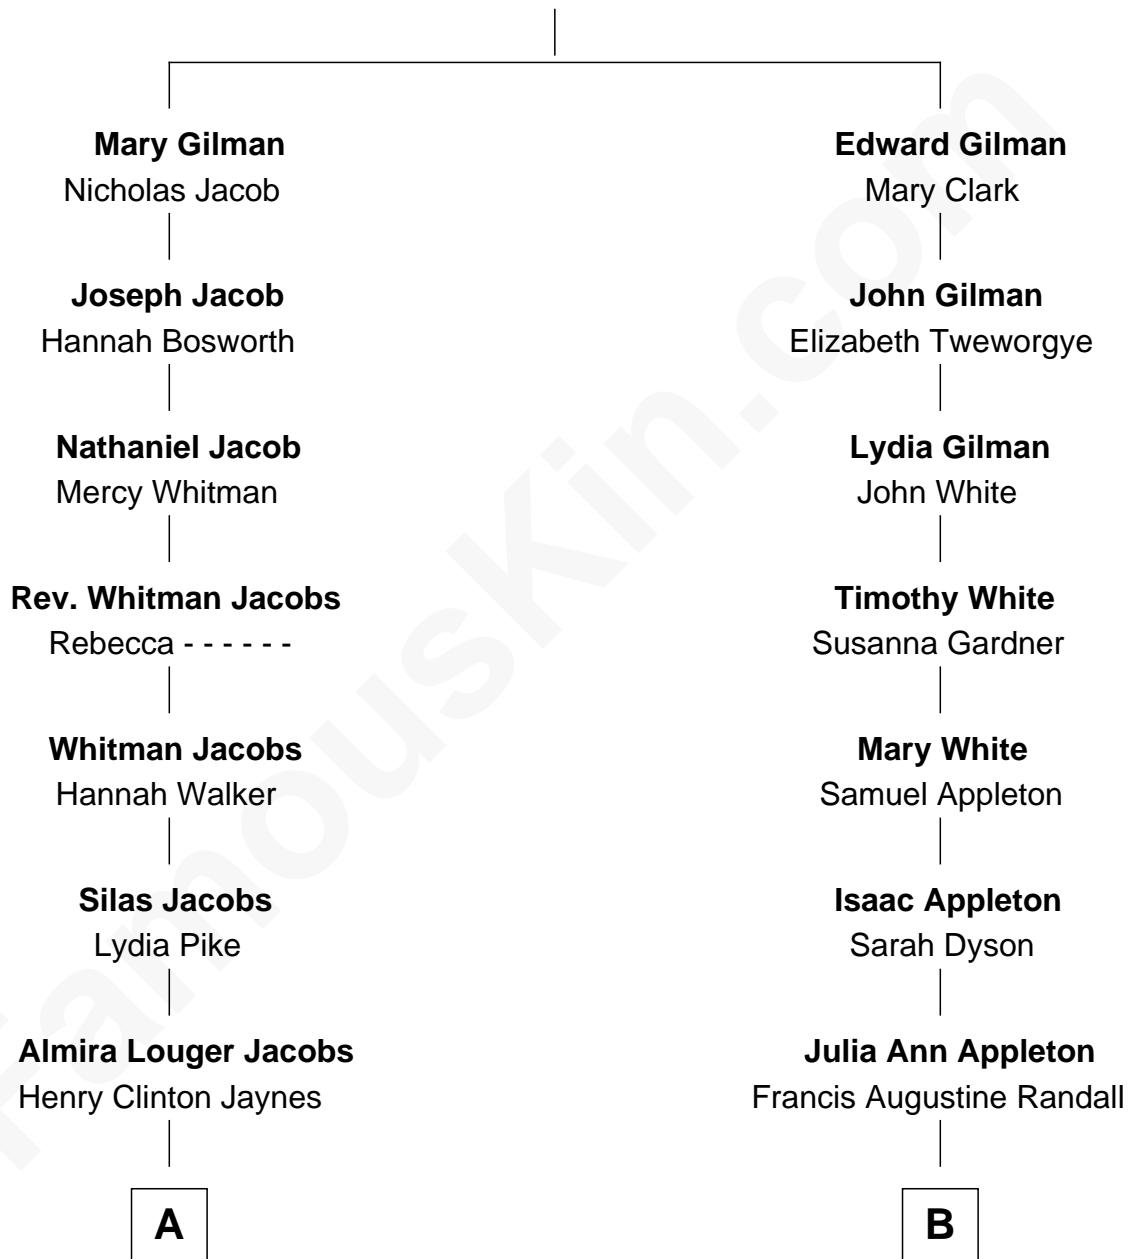 Mary Gilman
Nicholas Jacob
Edward Gilman
Mary Clark
Joseph Jacob
Hannah Bosworth
John Gilman
Elizabeth Tweworgye
Nathaniel Jacob
Mercy Whitman
Lydia Gilman
John White
Rev. Whitman Jacobs
Rebecca - - - - - -
Timothy White
Susanna Gardner
Whitman Jacobs
Hannah Walker
Mary White
Samuel Appleton
Silas Jacobs
Lydia Pike
Isaac Appleton
Sarah Dyson
Almira Louger Jacobs
Henry Clinton Jaynes
Julia Ann Appleton
Francis Augustine Randall
A
B
FamousKin.com